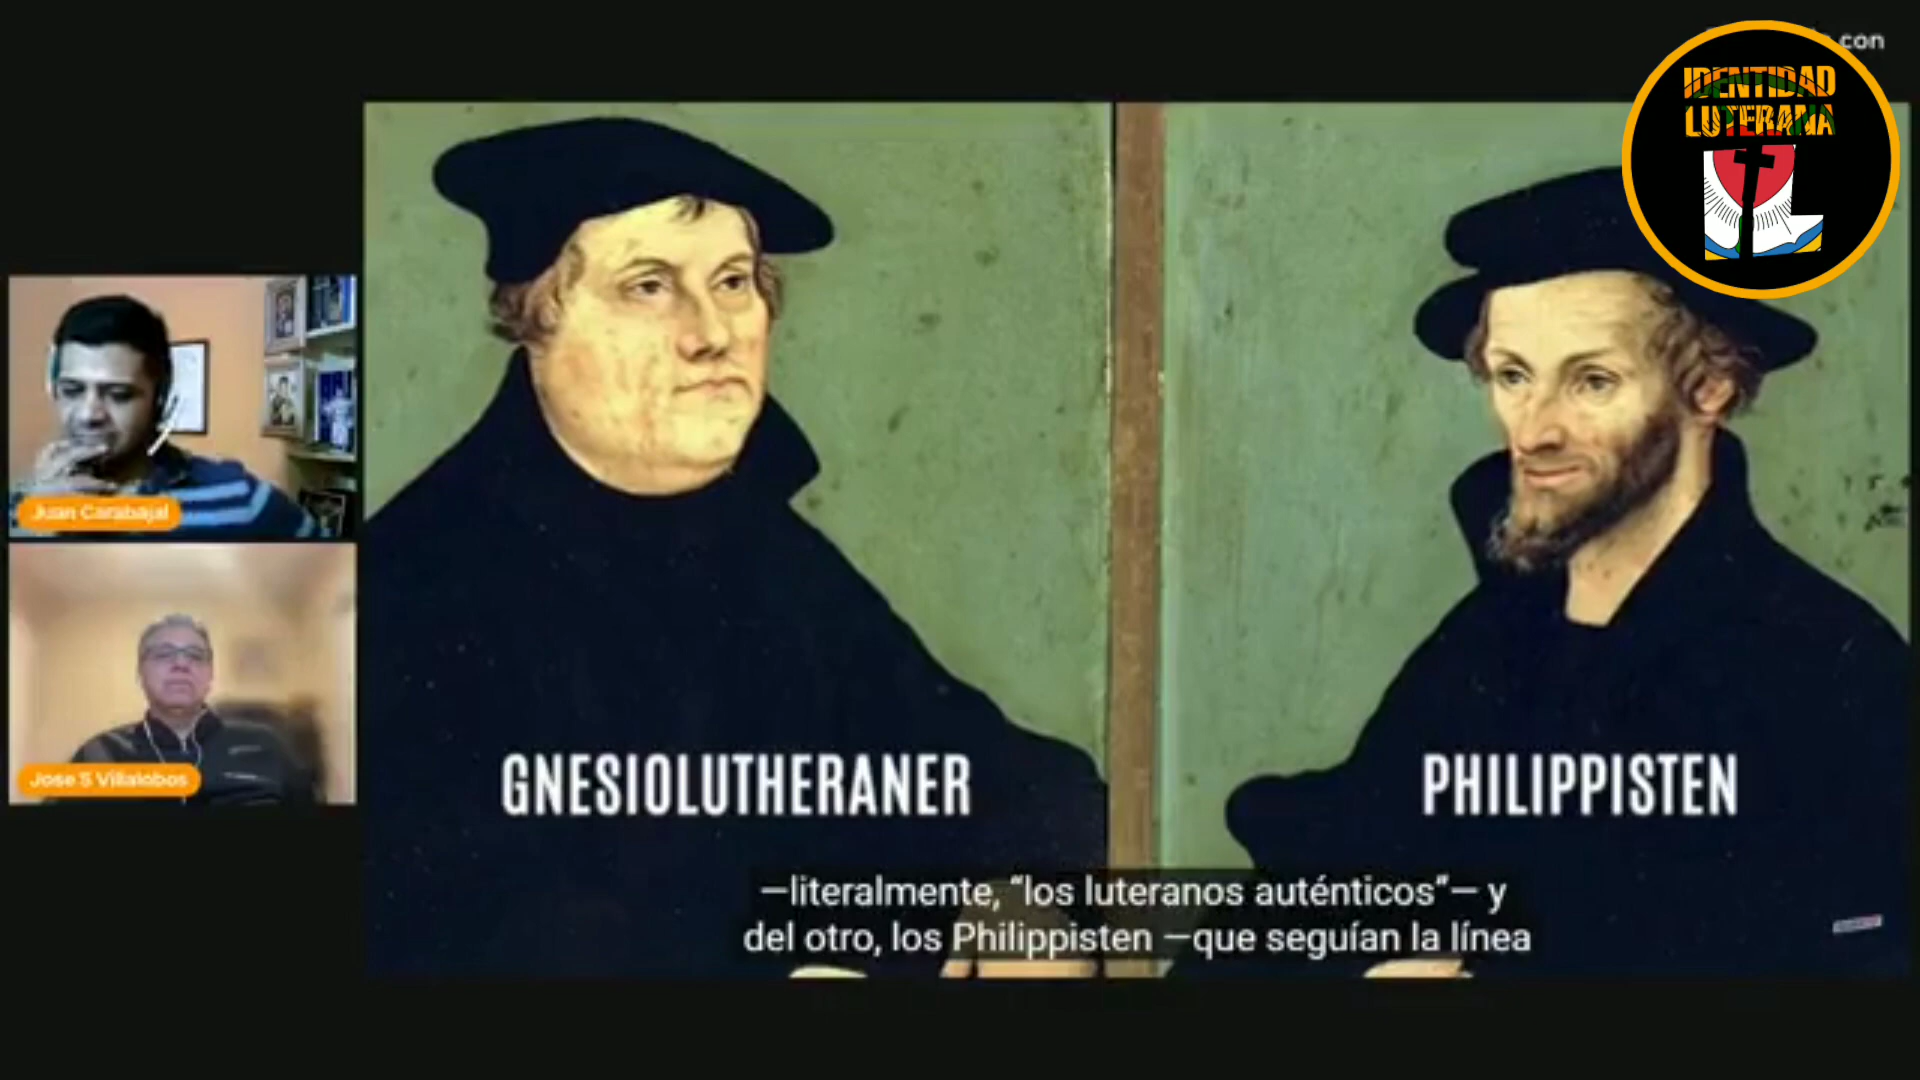 con
IDENTIDAD
LUTERANA
Juan Carabajal
Jose S Villalobos
GNESIOLUTHERANER
PHILIPPISTEN
—literalmente, “los luteranos auténticos”— y
del otro, los Philippisten —que seguían la línea